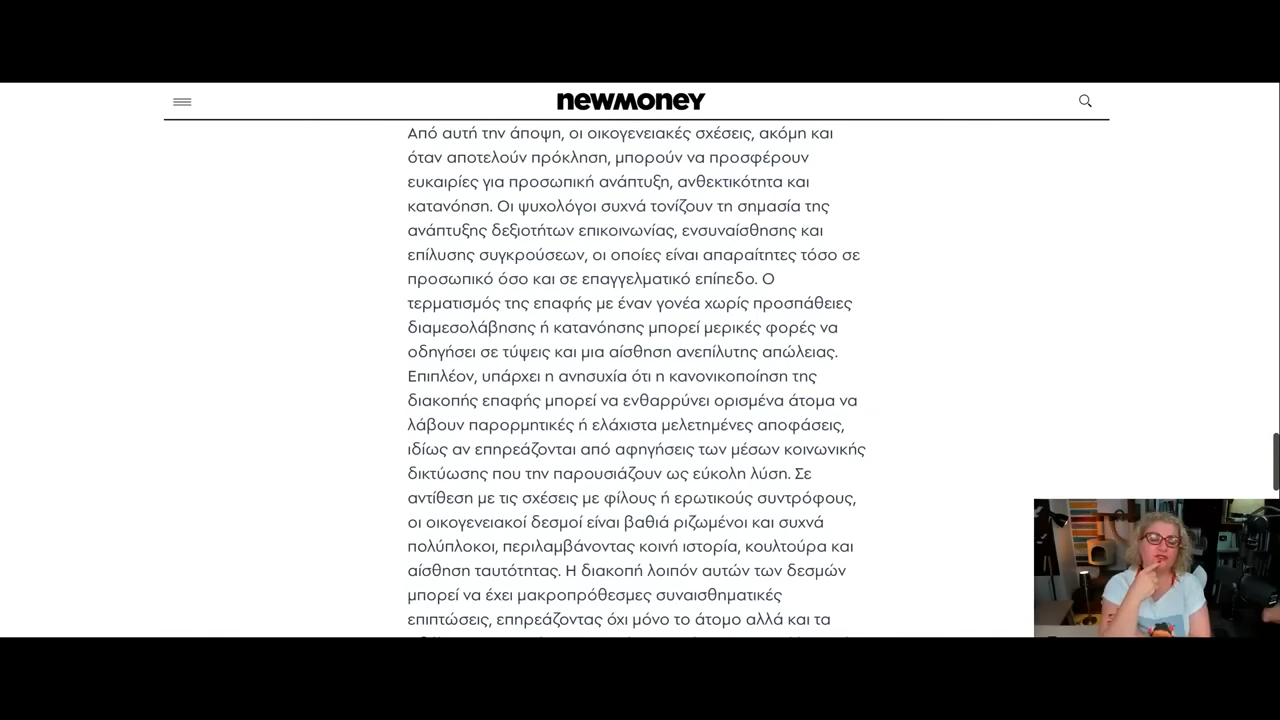 newmoney
Από αυτή την άποψη, οι οικογενειακές σχέσεις, ακόμη και
όταν αποτελούν πρόκληση, μπορούν να προσφέρουν
ευκαιρίες για προσωπική ανάπτυξη, ανθεκτικότητα και
κατανόηση. Οι ψυχολόγοι συχνά τονίζουν τη σημασία της
ανάπτυξης δεξιοτήτων επικοινωνίας, ενσυναίσθησης και
επίλυσης συγκρούσεων, οι οποίες είναι απαραίτητες τόσο σε
προσωπικό όσο και σε επαγγελματικό επίπεδο. Ο
τερματισμός της επαφής με έναν γονέα χωρίς προσπάθειες
διαμεσολάβησης ή κατανόησης μπορεί μερικές φορές να
οδηγήσει σε τύψεις και μια αίσθηση ανεπίλυτης απώλειας.
Επιπλέον, υπάρχει η ανησυχία ότι η κανονικοποίηση της
διακοπής επαφής μπορεί να ενθαρρύνει ορισμένα άτομα να
λάβουν παρορμητικές ή ελάχιστα μελετημένες αποφάσεις,
ιδίως αν επηρεάζονται από αφηγήσεις των μέσων κοινωνικής
δικτύωσης που την παρουσιάζουν ως εύκολη λύση. Σε
αντίθεση με τις σχέσεις με φίλους ή ερωτικούς συντρόφους,
οι οικογενειακοί δεσμοί είναι βαθιά ριζωμένοι και συχνά
πολύπλοκοι, περιλαμβάνοντας κοινή ιστορία, κουλτούρα και
αίσθηση ταυτότητας. Η διακοπή λοιπόν αυτών των δεσμών
μπορεί να έχει μακροπρόθεσμες συναισθηματικές
επιπτώσεις, επηρεάζοντας όχι μόνο το άτομο αλλά και τα